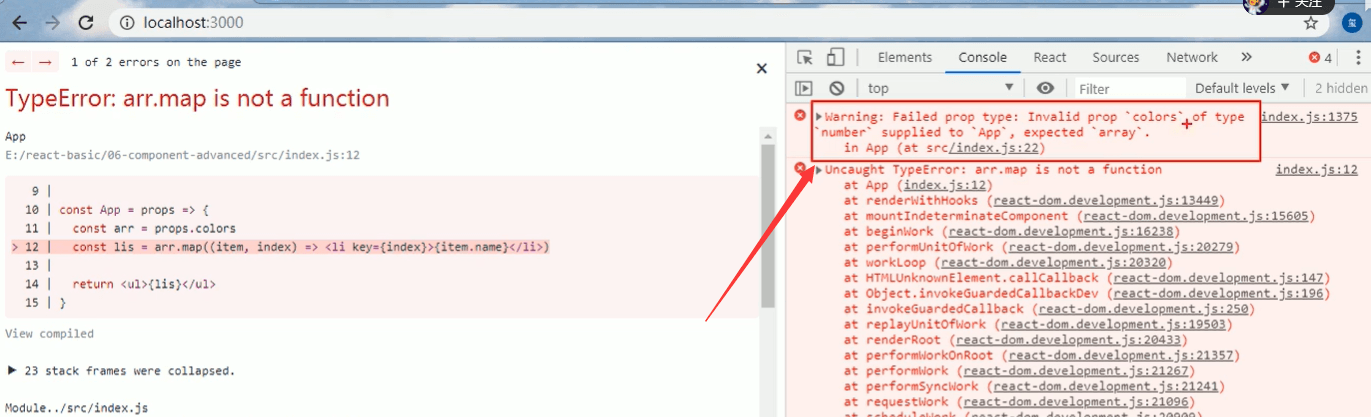 + 关注
localhost:3000
玺
← → 1 of 2 errors on the page
×
TypeError: arr.map is not a function
App
E:/react-basic/06-component-advanced/src/index.js:12
9 |
10 | const App = props => {
11 | const arr = props.colors
> 12 | const lis = arr.map((item, index) => <li key={index}>{item.name}</li>)
13 |
14 | return <ul>{lis}</ul>
15 | }
View compiled
▶ 23 stack frames were collapsed.
Module../src/index.js
Elements Console React Sources Network » 4
top ▼ Filter Default levels ▼ 2 hidden
▶Warning: Failed prop type: Invalid prop `colors` of type index.js:1375
`number` supplied to `App`, expected `array`.
in App (at src/index.js:22)
▶Uncaught TypeError: arr.map is not a function index.js:12
at App (index.js:12)
at renderWithHooks (react-dom.development.js:13449)
at mountIndeterminateComponent (react-dom.development.js:15605)
at beginWork (react-dom.development.js:16238)
at performUnitOfWork (react-dom.development.js:20279)
at workLoop (react-dom.development.js:20320)
at HTMLUnknownElement.callCallback (react-dom.development.js:147)
at Object.invokeGuardedCallbackDev (react-dom.development.js:196)
at invokeGuardedCallback (react-dom.development.js:250)
at replayUnitOfWork (react-dom.development.js:19503)
at renderRoot (react-dom.development.js:20433)
at performWorkOnRoot (react-dom.development.js:21357)
at performWork (react-dom.development.js:21267)
at performSyncWork (react-dom.development.js:21241)
at requestWork (react-dom.development.js:21096)
at scheduleWork (react-dom.development.js:20909)